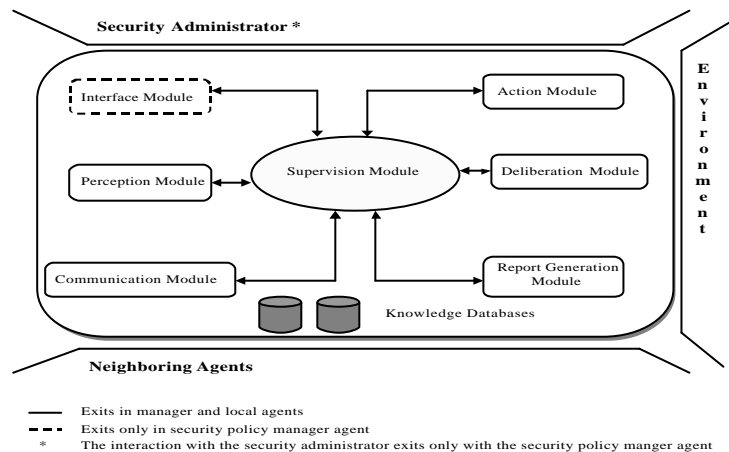 Security Administrator *
Interface Module
Action Module
Supervision Module
Perception Module
Deliberation Module
Communication Module
Report Generation
Module
Knowledge Databases
Environment
Neighboring Agents
Exits in manager and local agents
Exits only in security policy manager agent
* The interaction with the security administrator exits only with the security policy manger agent